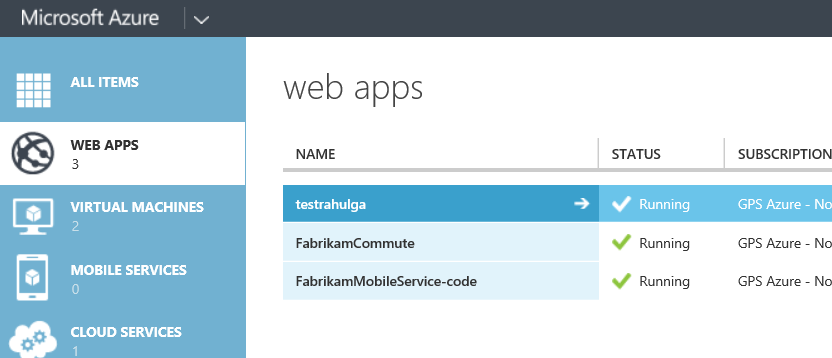 Microsoft Azure
ALL ITEMS
WEB APPS
3
VIRTUAL MACHINES
2
MOBILE SERVICES
0
CLOUD SERVICES
1
web apps
NAME STATUS SUBSCRIPTION
testrahulga Running GPS Azure - No
FabrikamCommute Running GPS Azure - No
FabrikamMobileService-code Running GPS Azure - No